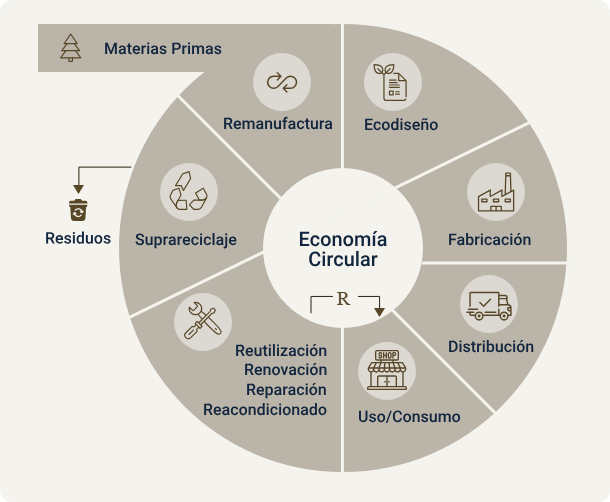 Materias Primas
Remanufactura
Ecodiseño
Fabricación
Distribución
SHOP
Uso/Consumo
Reutilización
Renovación
Reparación
Reacondicionado
Suprareciclaje
Residuos
Economía
Circular
R